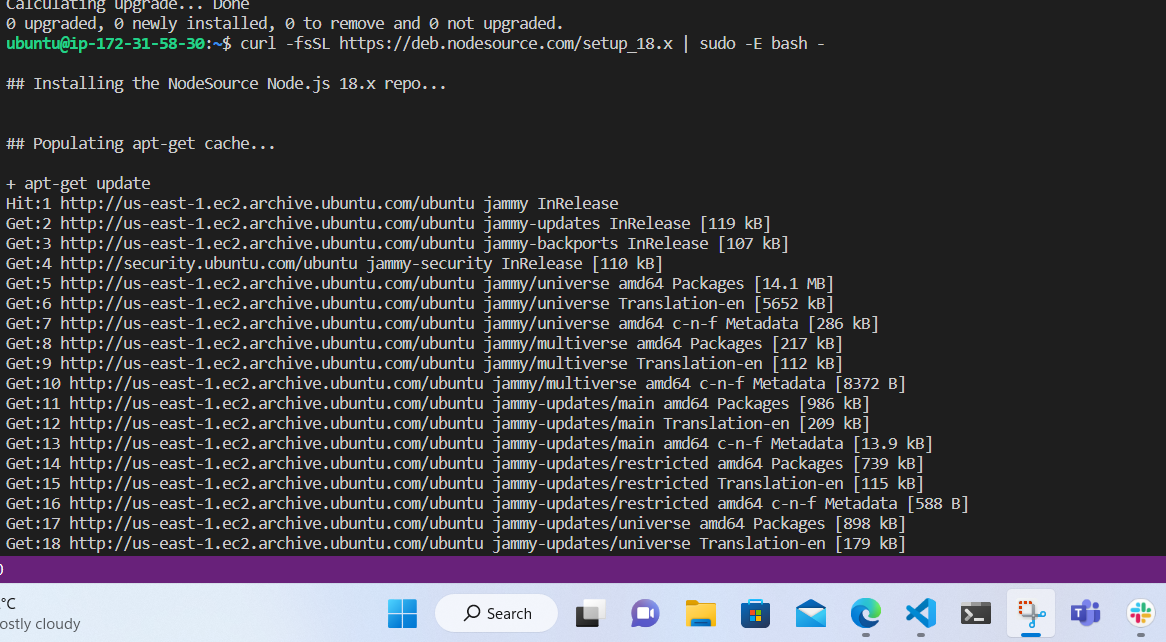 Calculating upgrade... Done
0 upgraded, 0 newly installed, 0 to remove and 0 not upgraded.
ubuntu@ip-172-31-58-30:~$ curl -fsSL https://deb.nodesource.com/setup_18.x | sudo -E bash -
## Installing the NodeSource Node.js 18.x repo...
## Populating apt-get cache...
+ apt-get update
Hit:1 http://us-east-1.ec2.archive.ubuntu.com/ubuntu jammy InRelease
Get:2 http://us-east-1.ec2.archive.ubuntu.com/ubuntu jammy-updates InRelease [119 kB]
Get:3 http://us-east-1.ec2.archive.ubuntu.com/ubuntu jammy-backports InRelease [107 kB]
Get:4 http://security.ubuntu.com/ubuntu jammy-security InRelease [110 kB]
Get:5 http://us-east-1.ec2.archive.ubuntu.com/ubuntu jammy/universe amd64 Packages [14.1 MB]
Get:6 http://us-east-1.ec2.archive.ubuntu.com/ubuntu jammy/universe Translation-en [5652 kB]
Get:7 http://us-east-1.ec2.archive.ubuntu.com/ubuntu jammy/universe amd64 c-n-f Metadata [286 kB]
Get:8 http://us-east-1.ec2.archive.ubuntu.com/ubuntu jammy/multiverse amd64 Packages [217 kB]
Get:9 http://us-east-1.ec2.archive.ubuntu.com/ubuntu jammy/multiverse Translation-en [112 kB]
Get:10 http://us-east-1.ec2.archive.ubuntu.com/ubuntu jammy/multiverse amd64 c-n-f Metadata [8372 B]
Get:11 http://us-east-1.ec2.archive.ubuntu.com/ubuntu jammy-updates/main amd64 Packages [986 kB]
Get:12 http://us-east-1.ec2.archive.ubuntu.com/ubuntu jammy-updates/main Translation-en [209 kB]
Get:13 http://us-east-1.ec2.archive.ubuntu.com/ubuntu jammy-updates/main amd64 c-n-f Metadata [13.9 kB]
Get:14 http://us-east-1.ec2.archive.ubuntu.com/ubuntu jammy-updates/restricted amd64 Packages [739 kB]
Get:15 http://us-east-1.ec2.archive.ubuntu.com/ubuntu jammy-updates/restricted Translation-en [115 kB]
Get:16 http://us-east-1.ec2.archive.ubuntu.com/ubuntu jammy-updates/restricted amd64 c-n-f Metadata [588 B]
Get:17 http://us-east-1.ec2.archive.ubuntu.com/ubuntu jammy-updates/universe amd64 Packages [898 kB]
Get:18 http://us-east-1.ec2.archive.ubuntu.com/ubuntu jammy-updates/universe Translation-en [179 kB]
°C
ostly cloudy
Search